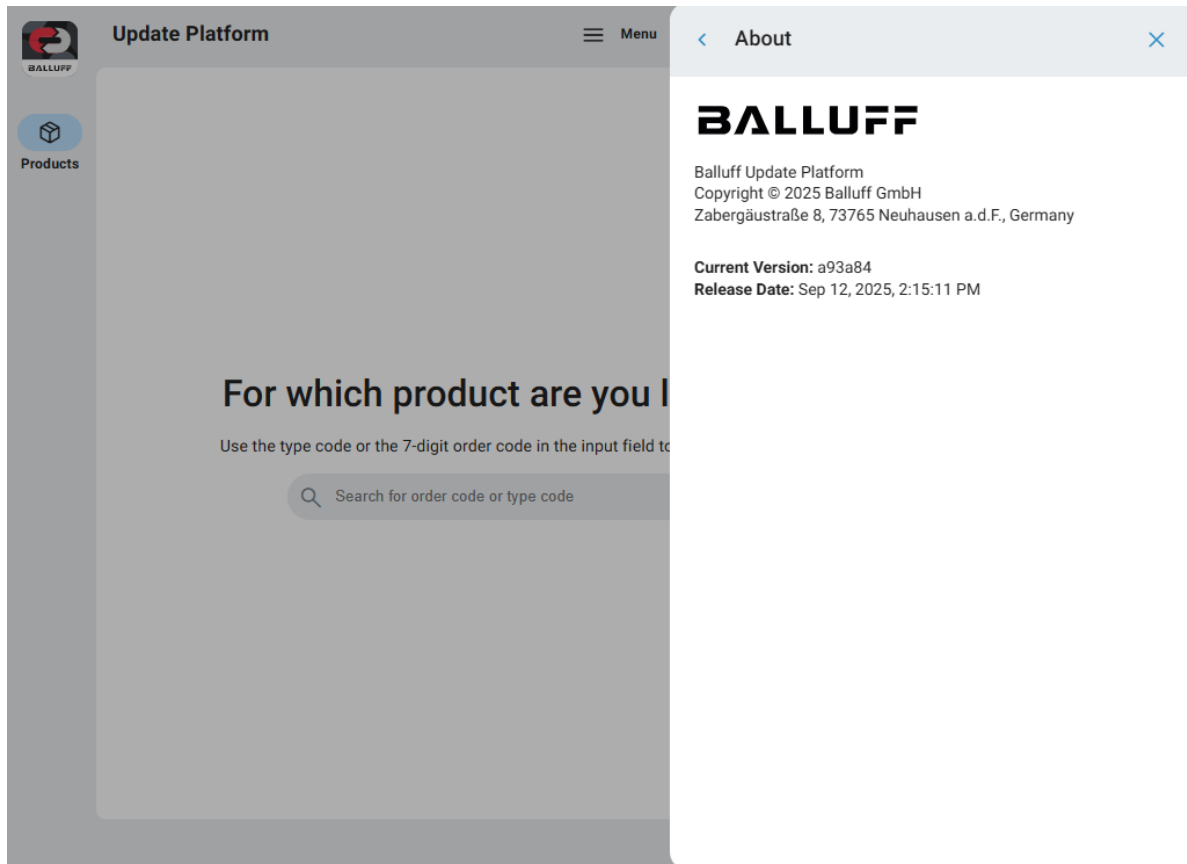 BALLUFF
Update Platform
Menu
Products
For which product are you l
Use the type code or the 7-digit order code in the input field to
Search for order code or type code
About
BALLUFF
Balluff Update Platform
Copyright © 2025 Balluff GmbH
Zabergäustraße 8, 73765 Neuhausen a.d.F., Germany
Current Version: a93a84
Release Date: Sep 12, 2025, 2:15:11 PM